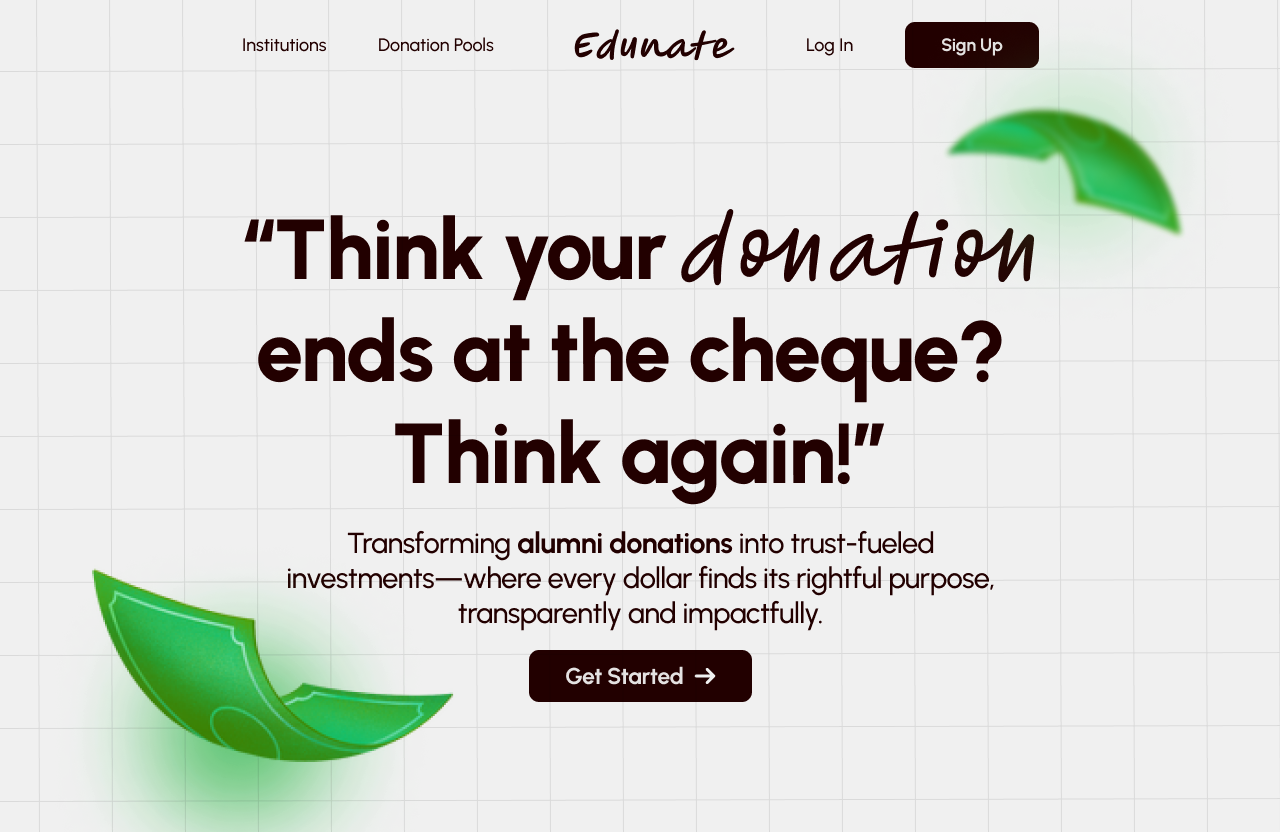 Institutions Donation Pools Edunate Log In Sign Up
“Think your donation
ends at the cheque?
Think again!”
Transforming alumni donations into trust-fueled
investments—where every dollar finds its rightful purpose,
transparently and impactfully.
Get Started →